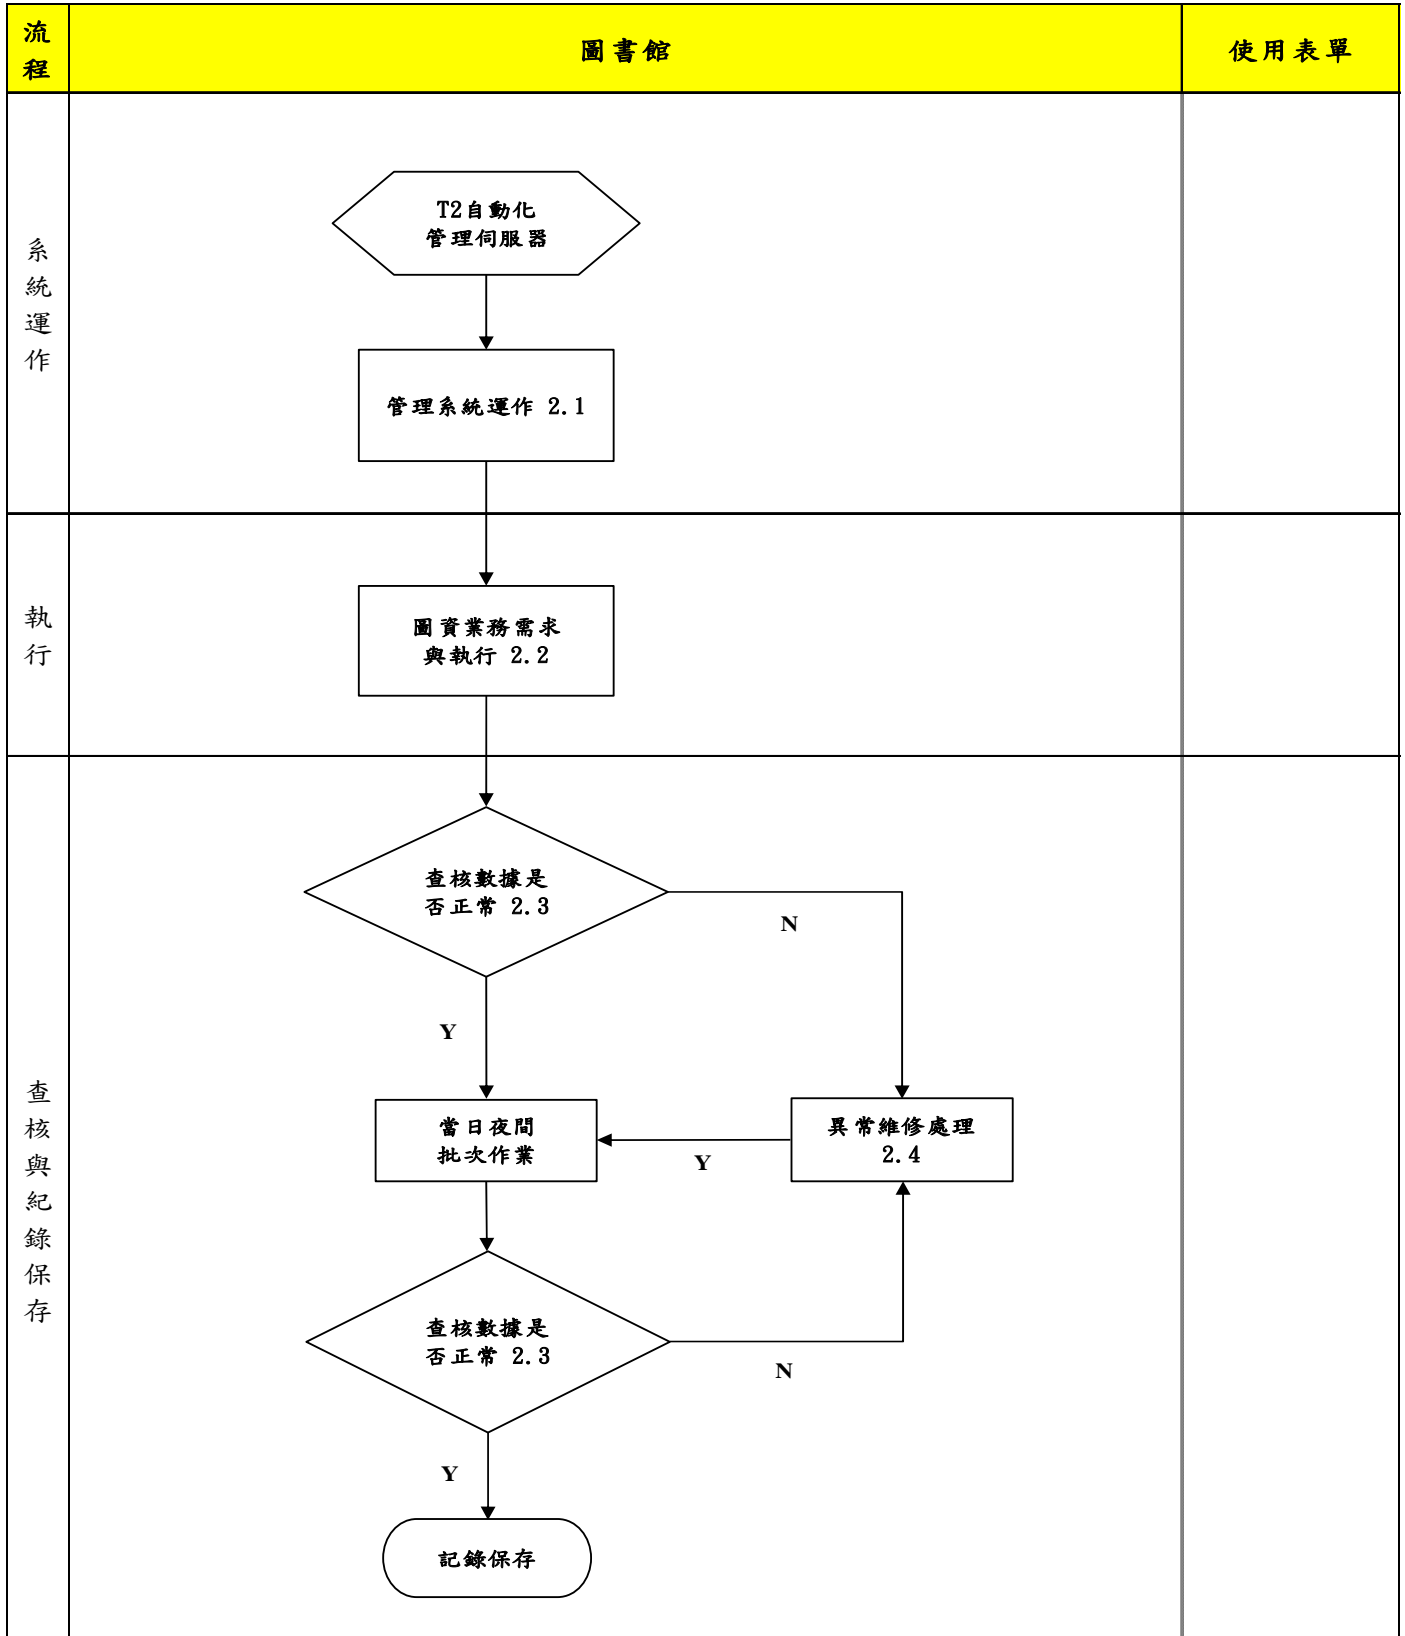 流程
圖書館
使用表單
系統運作
T2自動化
管理伺服器
管理系統運作 2.1
執行
圖資業務需求
與執行 2.2
查核與紀錄保存
查核數據是
否正常 2.3
N
Y
當日夜間
批次作業
異常維修處理
2.4
Y
查核數據是
否正常 2.3
N
Y
記錄保存